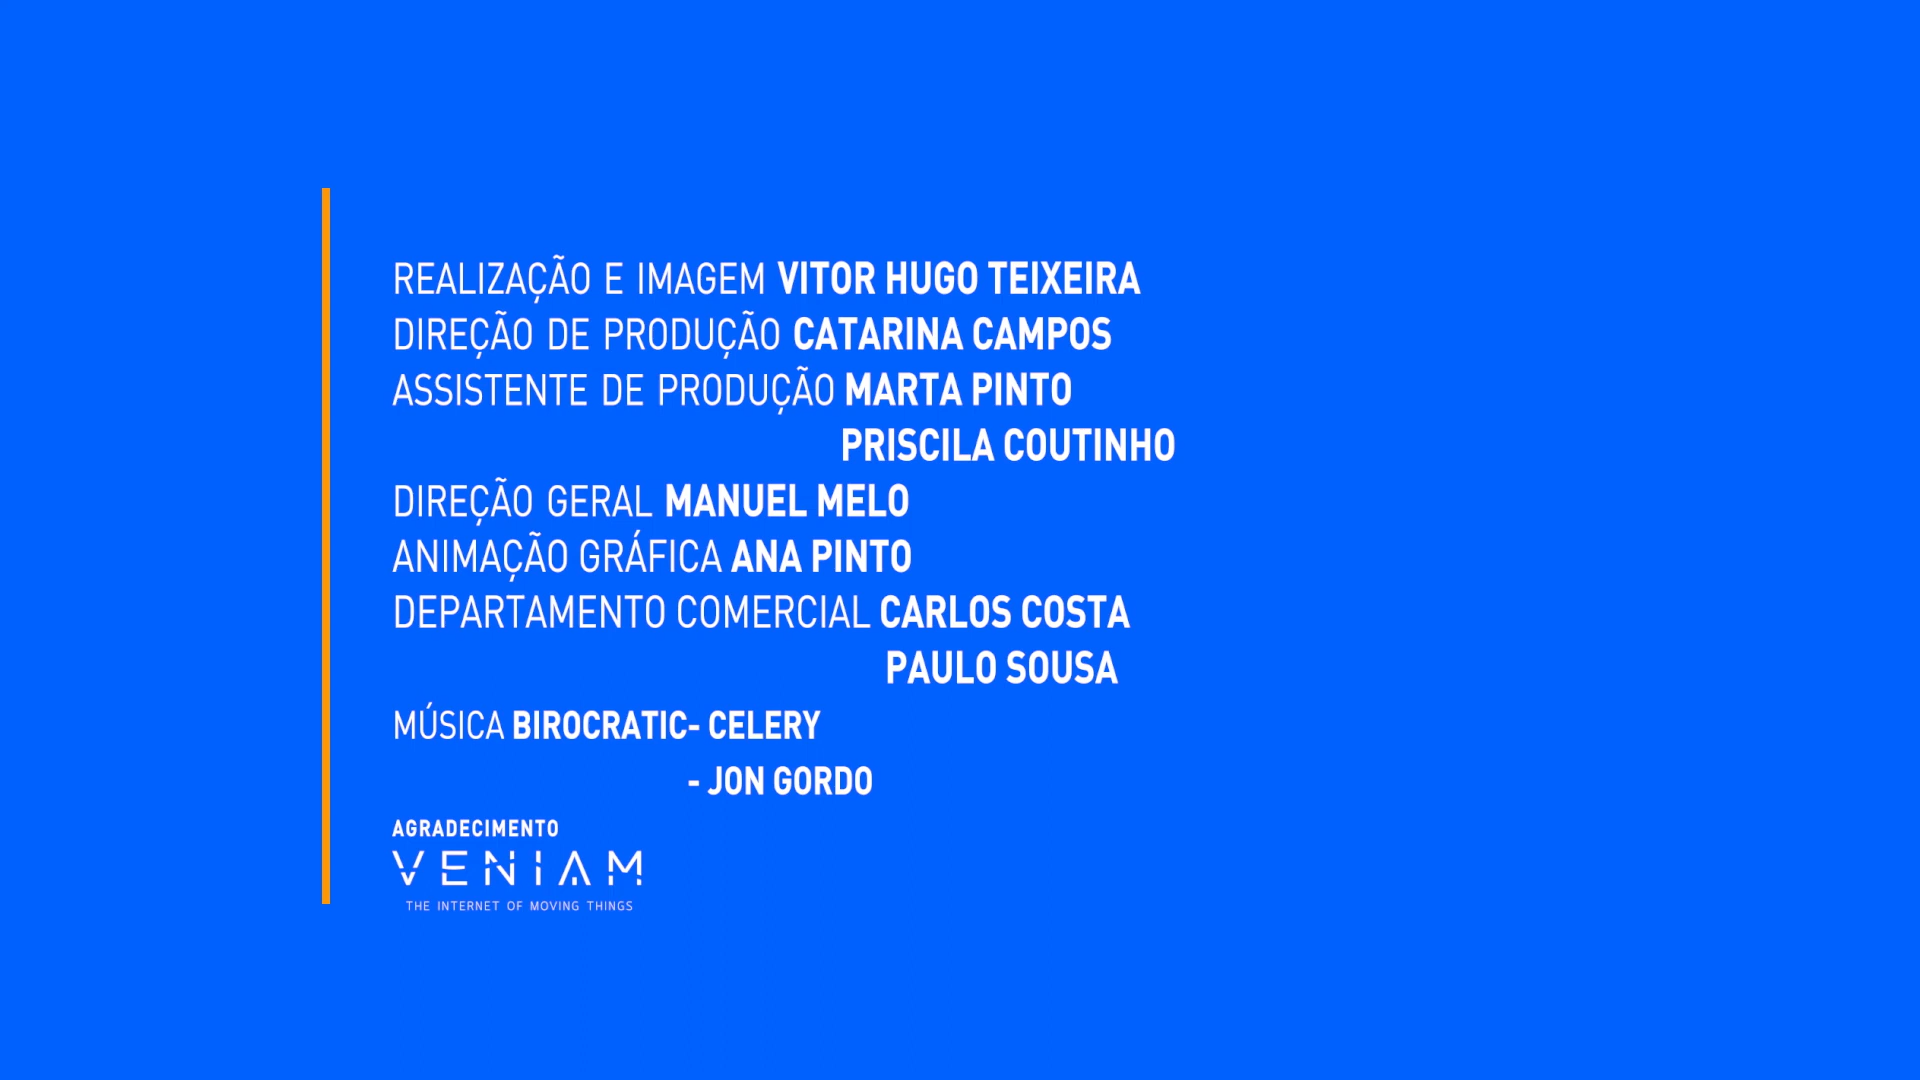 REALIZAÇÃO E IMAGEM VITOR HUGO TEIXEIRA
DIREÇÃO DE PRODUÇÃO CATARINA CAMPOS
ASSISTENTE DE PRODUÇÃO MARTA PINTO
PRISCILA COUTINHO
DIREÇÃO GERAL MANUEL MELO
ANIMAÇÃO GRÁFICA ANA PINTO
DEPARTAMENTO COMERCIAL CARLOS COSTA
PAULO SOUSA
MÚSICA BIROCRATIC- CELERY
- JON GORDO
AGRADECIMENTO
VENIAM
THE INTERNET OF MOVING THINGS